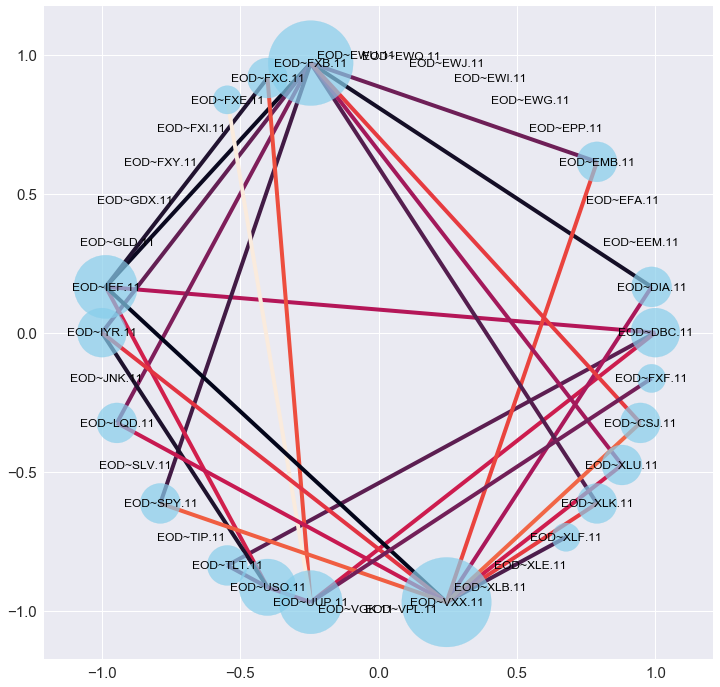 1.0
0.5
0.0
−0.5
−1.0
EOD~EWU.11
EOD~EWQ.11
EOD~FXB.11
EOD~EWJ.11
EOD~FXC.11
EOD~EWI.11
EOD~FXE.11
EOD~EWG.11
EOD~FXI.11
EOD~EPP.11
EOD~FXY.11
EOD~EMB.11
EOD~GDX.11
EOD~EFA.11
EOD~GLD.11
EOD~EEM.11
EOD~IEF.11
EOD~DIA.11
EOD~IYR.11
EOD~DBC.11
EOD~JNK.11
EOD~FXF.11
EOD~LQD.11
EOD~CSJ.11
EOD~SLV.11
EOD~XLU.11
EOD~SPY.11
EOD~XLK.11
EOD~TIP.11
EOD~XLF.11
EOD~TLT.11
EOD~XLE.11
EOD~USO.11
EOD~XLB.11
EOD~UUP.11
EOD~VXX.11
EOD~VGK.11
EOD~VPL.11
−1.0
−0.5
0.0
0.5
1.0